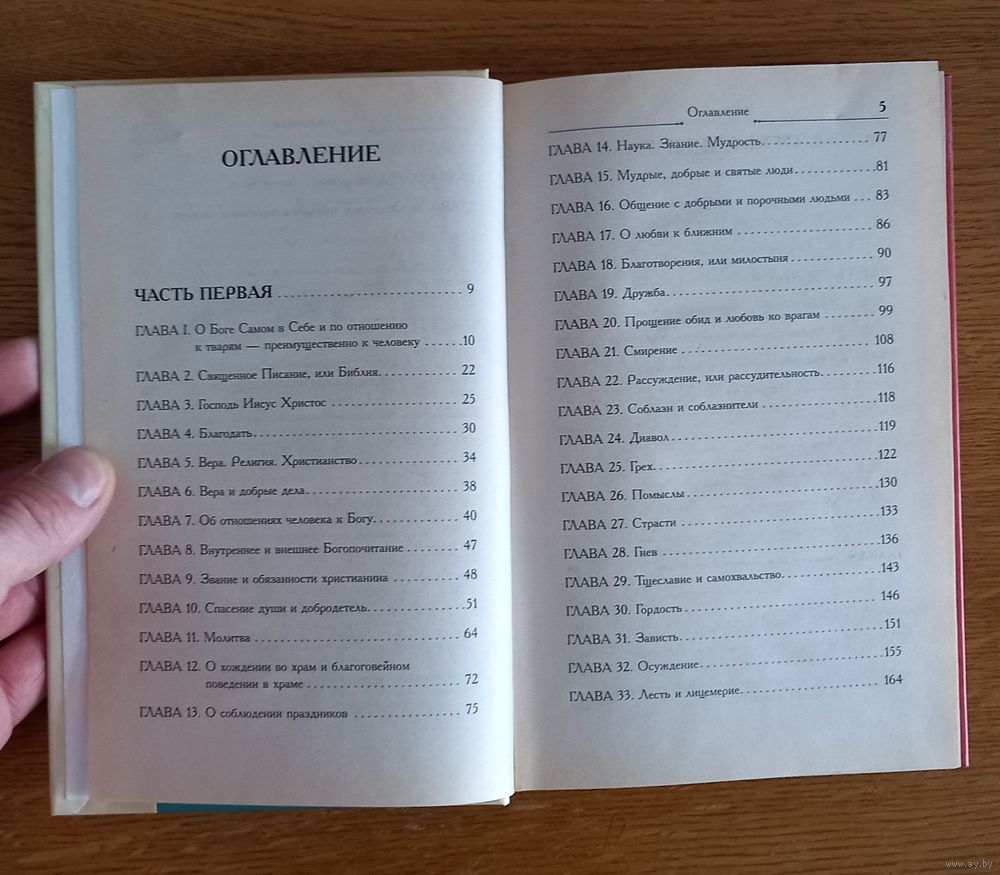 ОГЛАВЛЕНИЕ
ЧАСТЬ ПЕРВАЯ . . . . . . . . . . . . . . . . . . . . . . . 9
ГЛАВА 1. О Боге Самом в Себе и по отношению
к тварям — преимущественно к человеку . . . . . .10
ГЛАВА 2. Священное Писание, или Библия. . . . . . . . . . . . 22
ГЛАВА 3. Господь Иисус Христос . . . . . . . . . . . . . . . . . . 25
ГЛАВА 4. Благодать. . . . . . . . . . . . . . . . . . . . . . . . . . . . 30
ГЛАВА 5. Вера. Религия. Христианство . . . . . . . . . . . . . . 34
ГЛАВА 6. Вера и добрые дела. . . . . . . . . . . . . . . . . . . . . 38
ГЛАВА 7. Об отношениях человека к Богу. . . . . . . . . . . . . 40
ГЛАВА 8. Внутреннее и внешнее Богопочитание . . . . . . . . 47
ГЛАВА 9. Звание и обязанности христианина . . . . . . . . . . 48
ГЛАВА 10. Спасение души и добродетель. . . . . . . . . . . . . .51
ГЛАВА 11. Молитва . . . . . . . . . . . . . . . . . . . . . . . . . . . . 64
ГЛАВА 12. О хождении во храм и благоговейном
поведении в храме . . . . . . . . . . . . . . . . . . . . . 72
ГЛАВА 13. О соблюдении праздников . . . . . . . . . . . . . . . 75
Оглавление 5
ГЛАВА 14. Наука. Знание. Мудрость. . . . . . . . . . . . . . . . 77
ГЛАВА 15. Мудрые, добрые и святые люди . . . . . . . . . . . .81
ГЛАВА 16. Общение с добрыми и порочными людьми . . . 83
ГЛАВА 17. О любви к ближним . . . . . . . . . . . . . . . . . . . 86
ГЛАВА 18. Благотворения, или милостыня . . . . . . . . . . . . 90
ГЛАВА 19. Дружба. . . . . . . . . . . . . . . . . . . . . . . . . . . . 97
ГЛАВА 20. Прощение обид и любовь ко врагам . . . . . . . . 99
ГЛАВА 21. Смирение . . . . . . . . . . . . . . . . . . . . . . . . . . 108
ГЛАВА 22. Рассуждение, или рассудительность. . . . . . . . .116
ГЛАВА 23. Соблазн и соблазнители . . . . . . . . . . . . . . . . 118
ГЛАВА 24. Диавол . . . . . . . . . . . . . . . . . . . . . . . . . . . .119
ГЛАВА 25. Грех. . . . . . . . . . . . . . . . . . . . . . . . . . . . . .122
ГЛАВА 26. Помыслы . . . . . . . . . . . . . . . . . . . . . . . . . .130
ГЛАВА 27. Страсти . . . . . . . . . . . . . . . . . . . . . . . . . . .133
ГЛАВА 28. Гнев . . . . . . . . . . . . . . . . . . . . . . . . . . . . . 136
ГЛАВА 29. Тщеславие и самохвальство. . . . . . . . . . . . . . .143
ГЛАВА 30. Гордость . . . . . . . . . . . . . . . . . . . . . . . . . . 146
ГЛАВА 31. Зависть. . . . . . . . . . . . . . . . . . . . . . . . . . . .151
ГЛАВА 32. Осуждение. . . . . . . . . . . . . . . . . . . . . . . . . .155
ГЛАВА 33. Лесть и лицемерие. . . . . . . . . . . . . . . . . . . . 164
www.ay.by